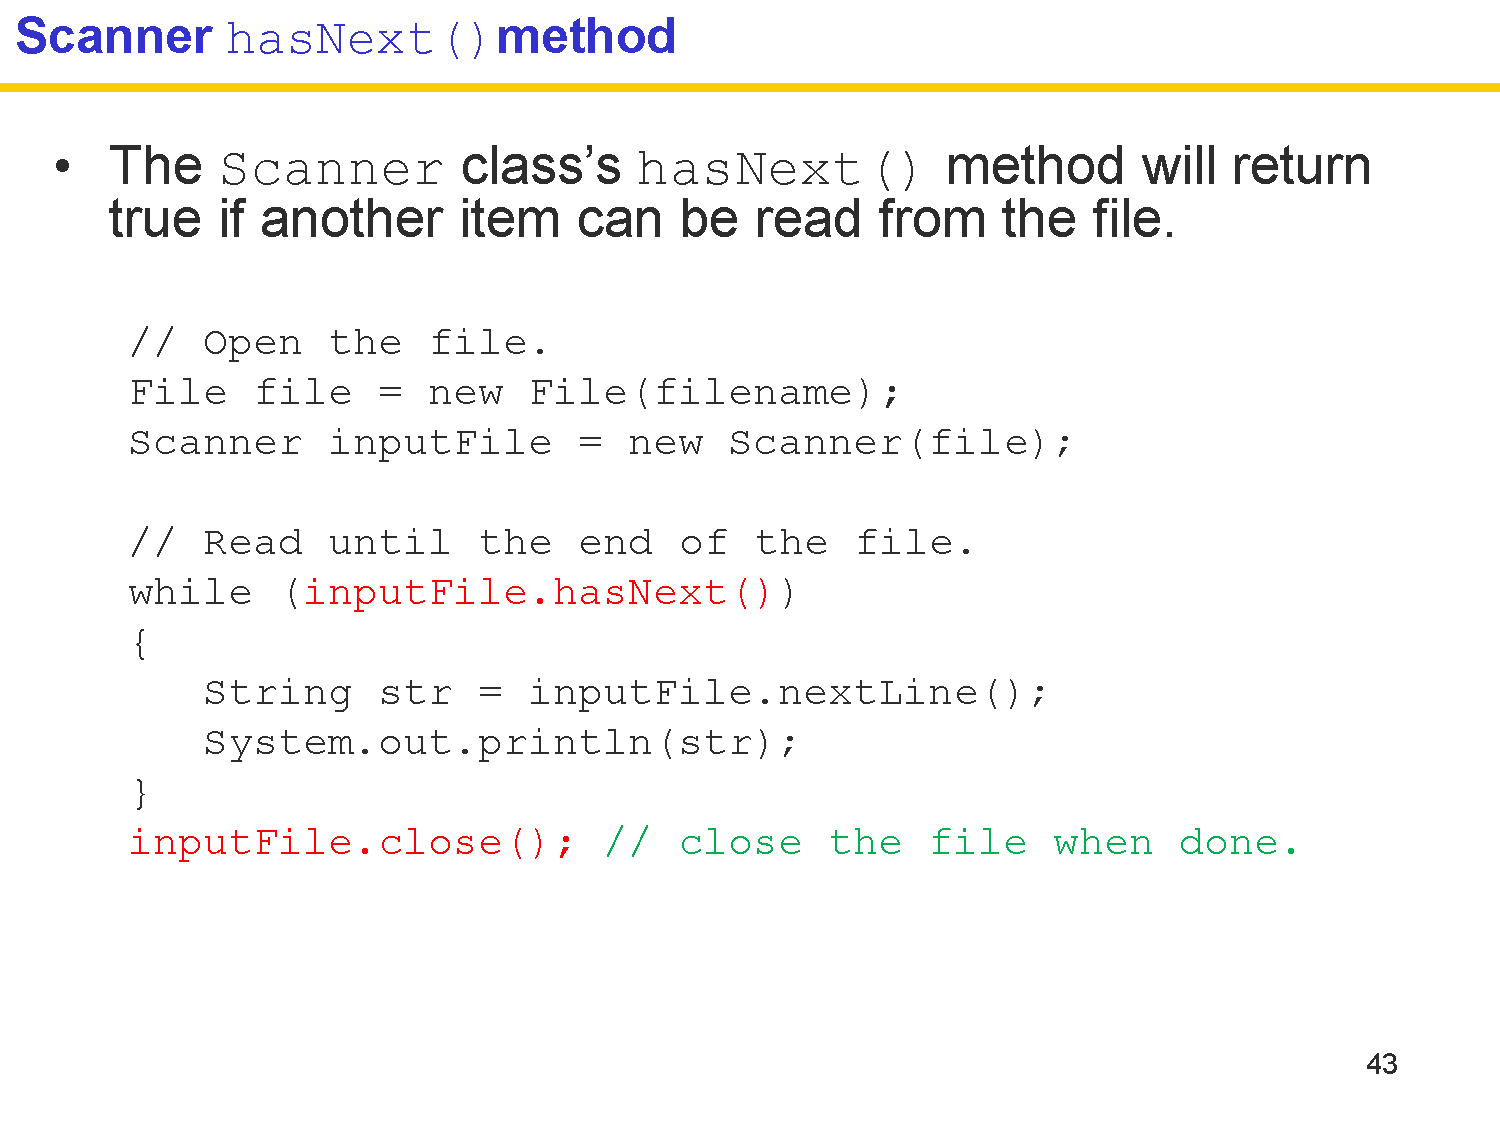 Scanner hasNext()method
• The Scanner class’s hasNext() method will return
true if another item can be read from the file.
// Open the file.
File file = new File(filename);
Scanner inputFile = new Scanner(file);
// Read until the end of the file.
while (inputFile.hasNext())
{
String str = inputFile.nextLine();
System.out.println(str);
}
inputFile.close(); // close the file when done.
43